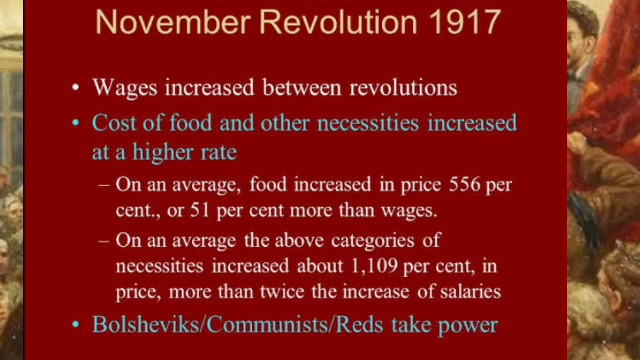 November Revolution 1917
• Wages increased between revolutions
• Cost of food and other necessities increased
at a higher rate
– On an average, food increased in price 556 per
cent., or 51 per cent more than wages.
– On an average the above categories of
necessities increased about 1,109 per cent, in
price, more than twice the increase of salaries
• Bolsheviks/Communists/Reds take power